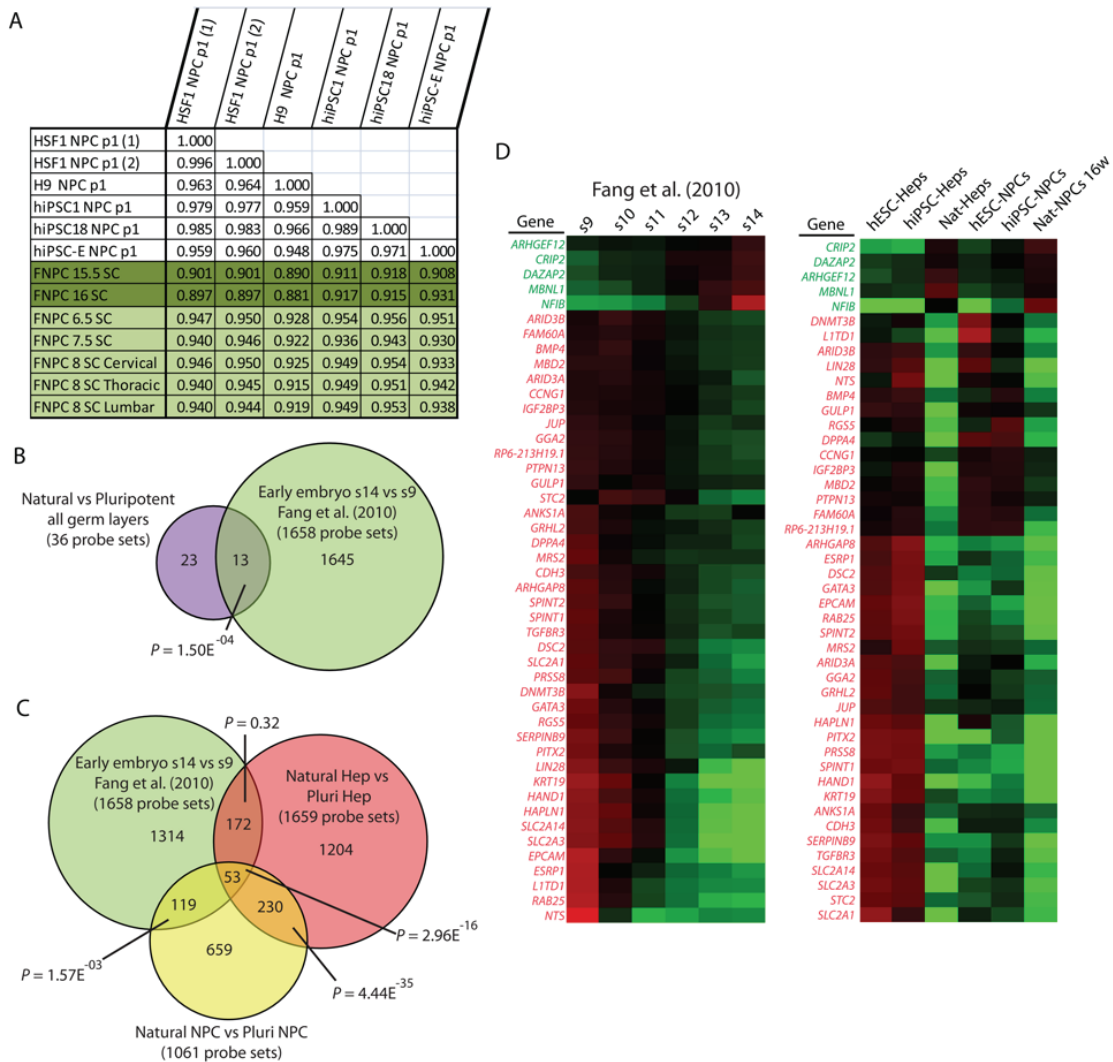 A
HSF1 NPC p1 (1)
HSF1 NPC p1 (2)
H9 NPC p1
hiPSC1 NPC p1
hiPSC18 NPC p1
hiPSC-E NPC p1
HSF1 NPC p1 (1) 1.000
HSF1 NPC p1 (2) 0.996 1.000
H9 NPC p1 0.963 0.964 1.000
hiPSC1 NPC p1 0.979 0.977 0.959 1.000
hiPSC18 NPC p1 0.985 0.983 0.966 0.989 1.000
hiPSC-E NPC p1 0.959 0.960 0.948 0.975 0.971 1.000
FNPC 15.5 SC 0.901 0.901 0.890 0.911 0.918 0.908
FNPC 16 SC 0.897 0.897 0.881 0.917 0.915 0.931
FNPC 6.5 SC 0.947 0.950 0.928 0.954 0.956 0.951
FNPC 7.5 SC 0.940 0.946 0.922 0.936 0.943 0.930
FNPC 8 SC Cervical 0.946 0.950 0.925 0.949 0.954 0.933
FNPC 8 SC Thoracic 0.940 0.945 0.915 0.949 0.951 0.942
FNPC 8 SC Lumbar 0.940 0.944 0.919 0.949 0.953 0.938
B
Natural vs Pluripotent
all germ layers
(36 probe sets)
Early embryo s14 vs s9
Fang et al. (2010)
(1658 probe sets)
23
13
1645
P = 1.50E-04
C
P = 0.32
Early embryo s14 vs s9
Fang et al. (2010)
(1658 probe sets)
1314
172
Natural Hep vs
Pluri Hep
(1659 probe sets)
1204
53
119
230
659
P = 2.96E-16
P = 1.57E-03
P = 4.44E-35
Natural NPC vs Pluri NPC
(1061 probe sets)
D
Fang et al. (2010)
Gene
s9
s10
s11
s12
s13
s14
ARHGEF12
CRIP2
DAZAP2
MBNL1
NFIB
ARID3B
FAM60A
BMP4
MBD2
ARID3A
CCNG1
IGF2BP3
JUP
GGA2
RP6-213H19.1
PTPN13
GULP1
STC2
ANKS1A
GRHL2
DPPA4
MRS2
CDH3
ARHGAP8
SPINT2
SPINT1
TGFBR3
DSC2
SLC2A1
PRSS8
DNMT3B
GATA3
RGS5
SERPINB9
PITX2
LIN28
KRT19
HAND1
HAPLN1
SLC2A14
SLC2A3
EPCAM
ESRP1
L1TD1
RAB25
NTS
Gene
hESC-Heps
hiPSC-Heps
Nat-Heps
hESC-NPCs
hiPSC-NPCs
Nat-NPCs 16w
CRIP2
DAZAP2
ARHGEF12
MBNL1
NFIB
DNMT3B
L1TD1
ARID3B
LIN28
NTS
BMP4
GULP1
RGS5
DPPA4
CCNG1
IGF2BP3
MBD2
PTPN13
FAM60A
RP6-213H19.1
ARHGAP8
ESRP1
DSC2
GATA3
EPCAM
RAB25
SPINT2
MRS2
ARID3A
GGA2
GRHL2
JUP
HAPLN1
PITX2
PRSS8
SPINT1
HAND1
KRT19
ANKS1A
CDH3
SERPINB9
TGFBR3
SLC2A14
SLC2A3
STC2
SLC2A1